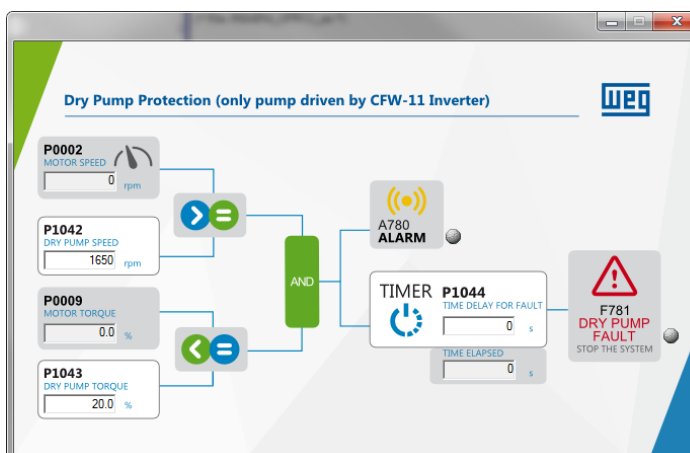 Dry Pump Protection (only pump driven by CFW-11 Inverter)
weg
P0002
MOTOR SPEED
0 rpm
P1042
DRY PUMP SPEED
1650 rpm
> =
P0009
MOTOR TORQUE
0.0 %
P1043
DRY PUMP TORQUE
20.0 %
< =
AND
A780
ALARM
TIMER
P1044
TIME DELAY FOR FAULT
0 s
TIME ELAPSED
0 s
F781
DRY PUMP
FAULT
STOP THE SYSTEM